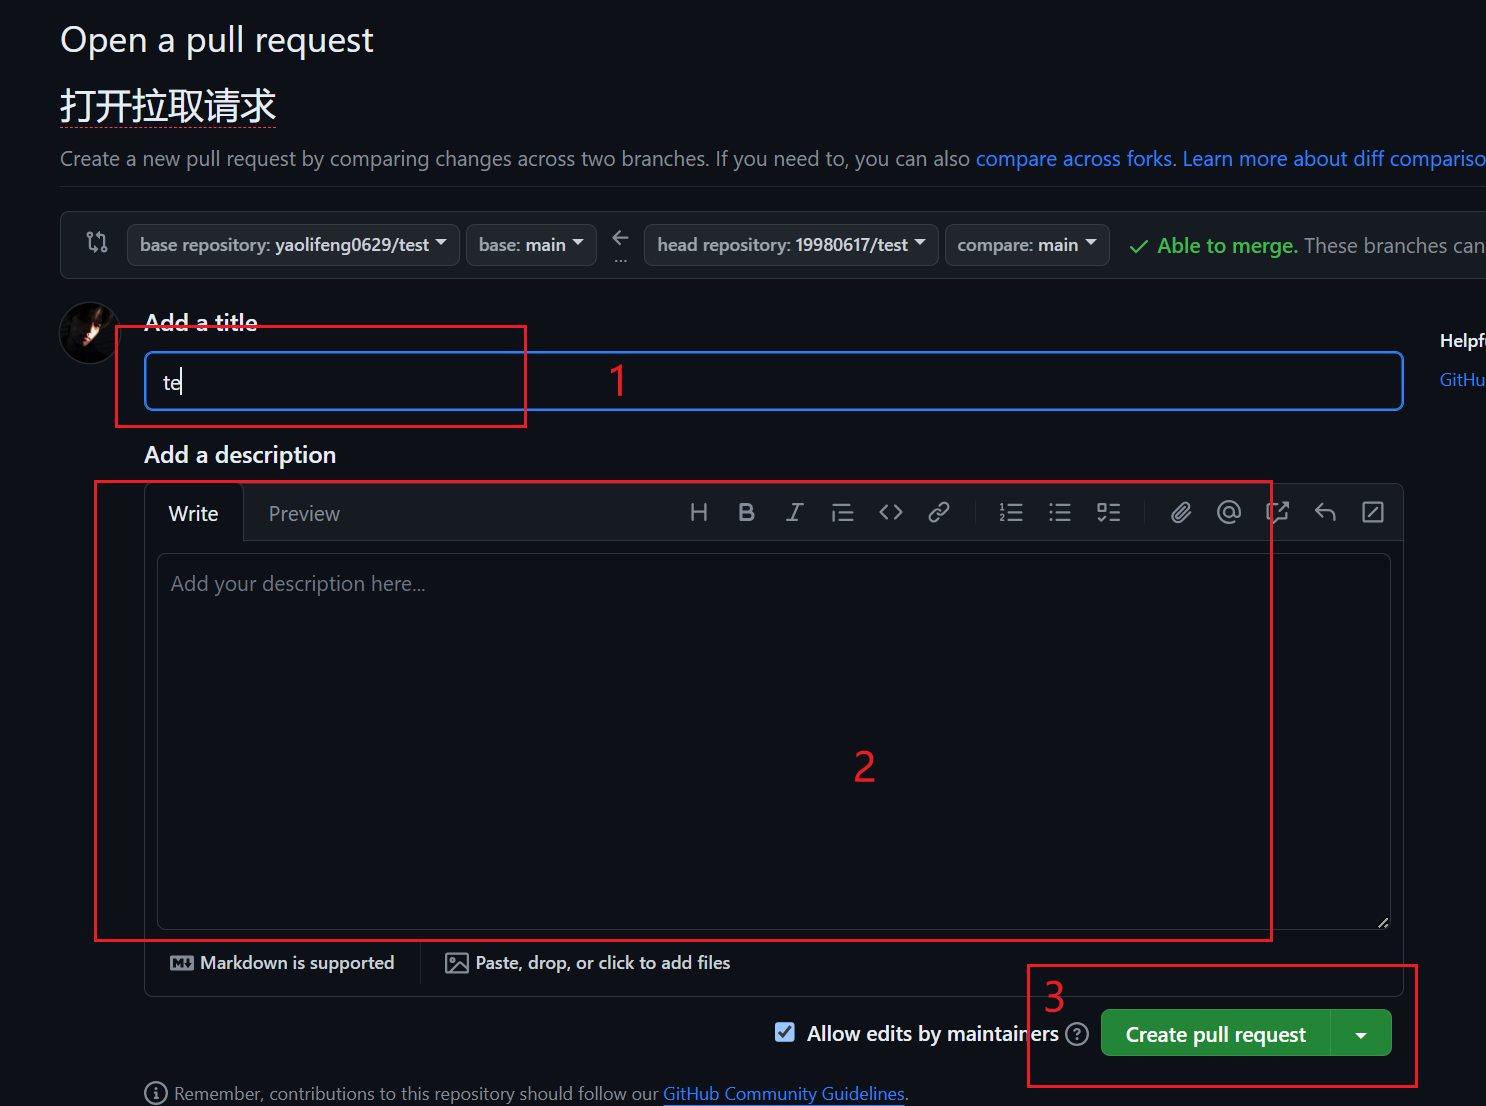 Open a pull request
打开拉取请求
Create a new pull request by comparing changes across two branches. If you need to, you can also compare across forks. Learn more about diff compariso
base repository: yaolifeng0629/test base: main ... head repository: 19980617/test compare: main Able to merge. These branches can
Add a title
Helpf
te
1
GitHu
Add a description
Write Preview
Add your description here...
2
Markdown is supported Paste, drop, or click to add files
3
Allow edits by maintainers Create pull request
Remember, contributions to this repository should follow our GitHub Community Guidelines.